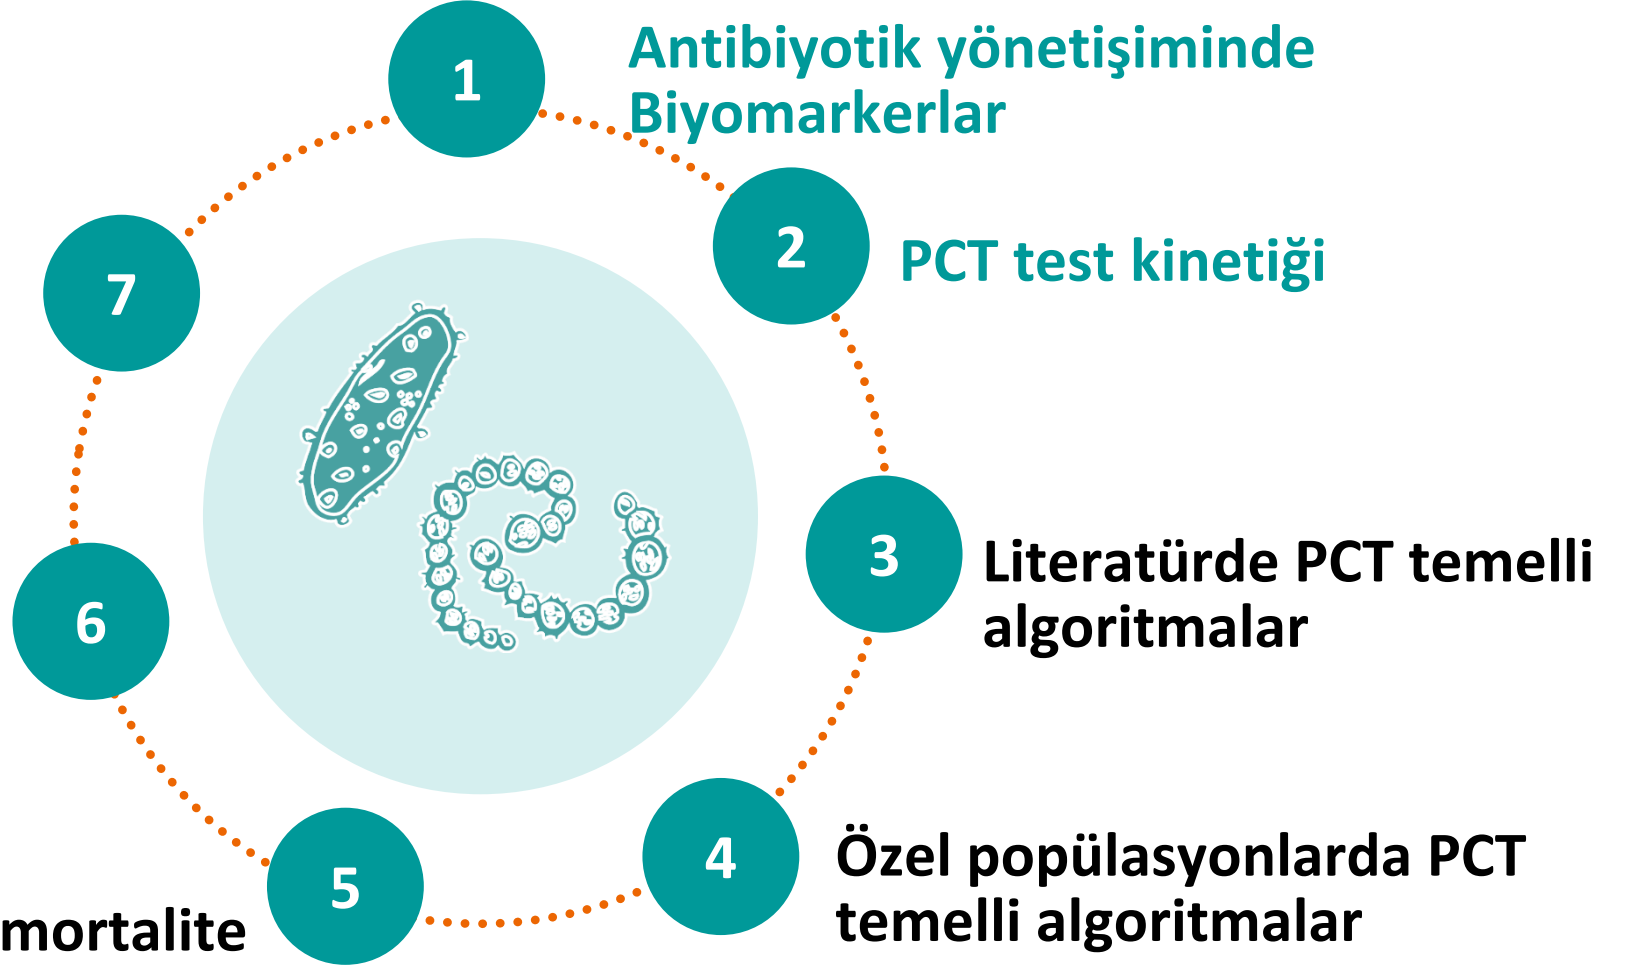 1
Antibiyotik yönetişiminde
Biyomarkerlar
2
PCT test kinetiği
3
Literatürde PCT temelli
algoritmalar
4
Özel popülasyonlarda PCT
temelli algoritmalar
5
mortalite
6
7